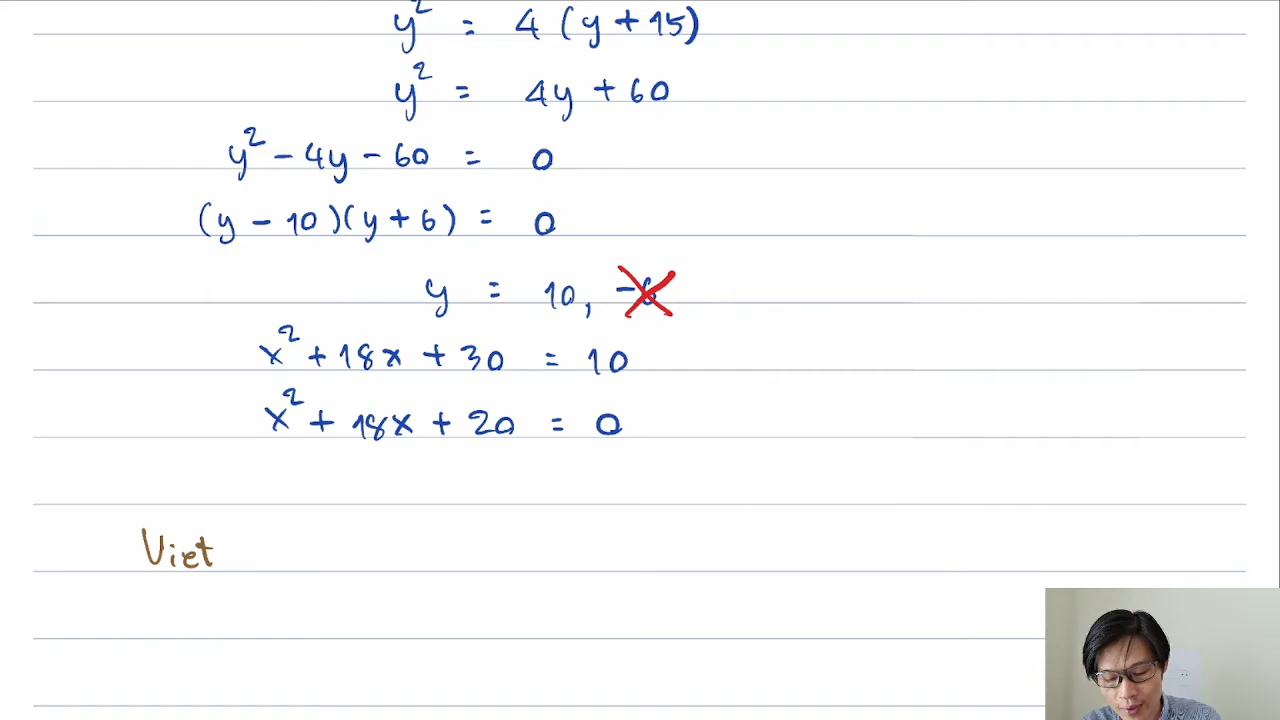 y² = 4(y + 15)
y² = 4y + 60
y² - 4y - 60 = 0
(y - 10)(y + 6) = 0
y = 10, -6
x² + 18x + 30 = 10
x² + 18x + 20 = 0
Viet